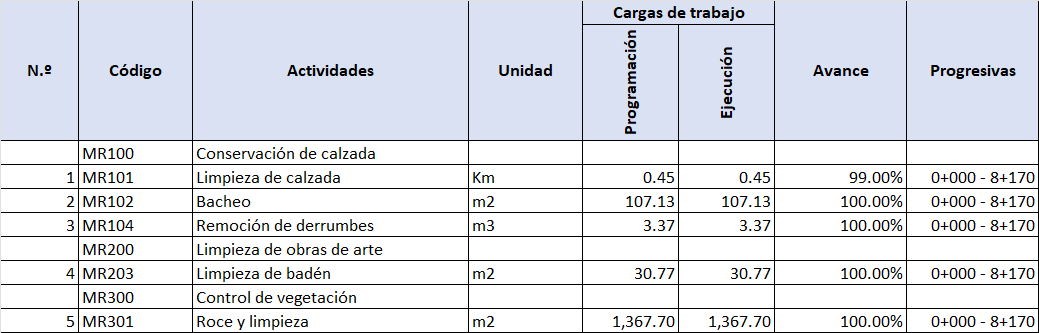 Cargas de trabajo
N.º Código Actividades Unidad Programación Ejecución Avance Progresivas
MR100 Conservación de calzada
1 MR101 Limpieza de calzada Km 0.45 0.45 99.00% 0+000 - 8+170
2 MR102 Bacheo m2 107.13 107.13 100.00% 0+000 - 8+170
3 MR104 Remoción de derrumbes m3 3.37 3.37 100.00% 0+000 - 8+170
MR200 Limpieza de obras de arte
4 MR203 Limpieza de badén m2 30.77 30.77 100.00% 0+000 - 8+170
MR300 Control de vegetación
5 MR301 Roce y limpieza m2 1,367.70 1,367.70 100.00% 0+000 - 8+170